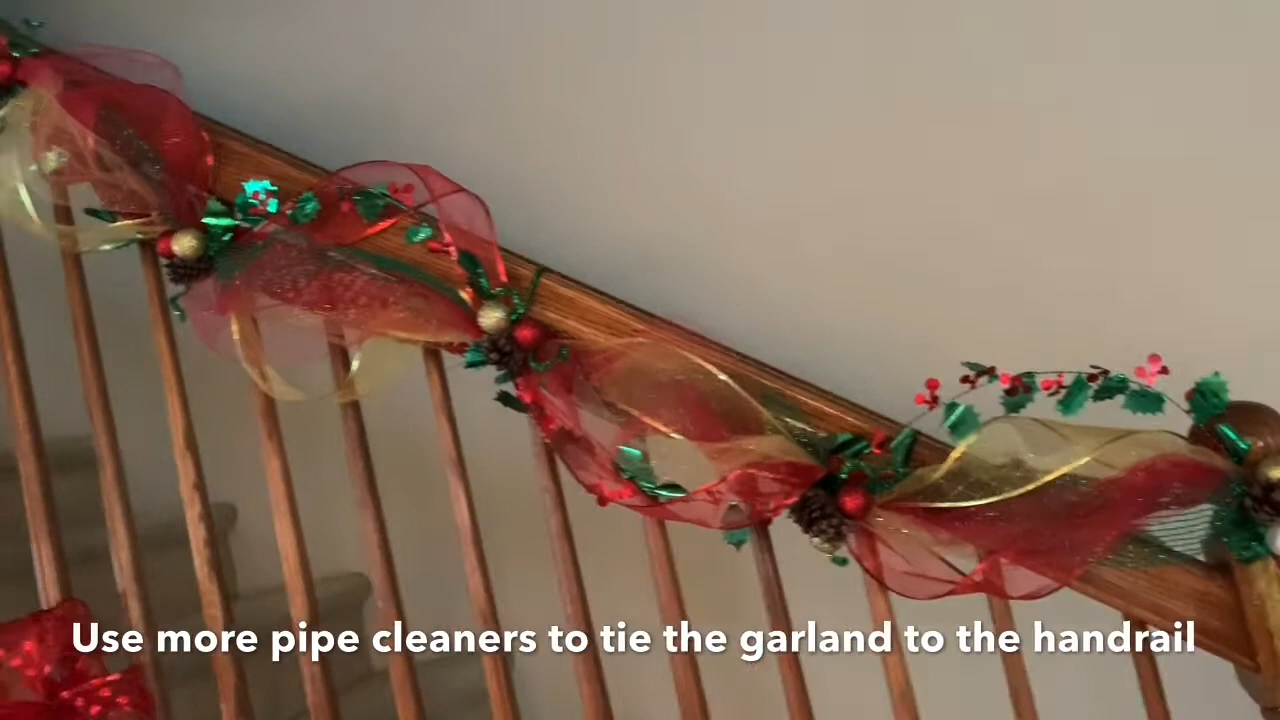 Use more pipe cleaners to tie the garland to the handrail